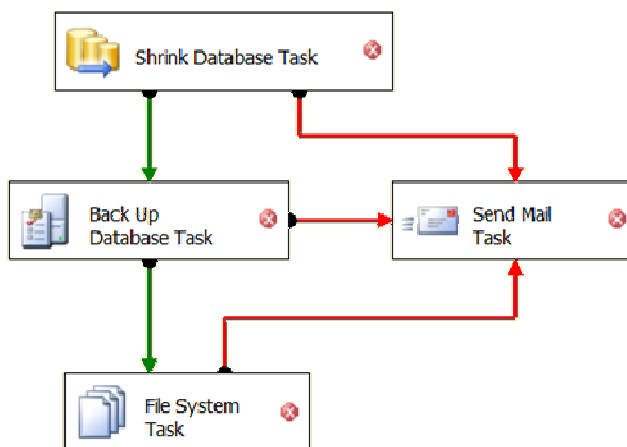 Shrink Database Task
Back Up
Database Task
Send Mail
Task
File System
Task